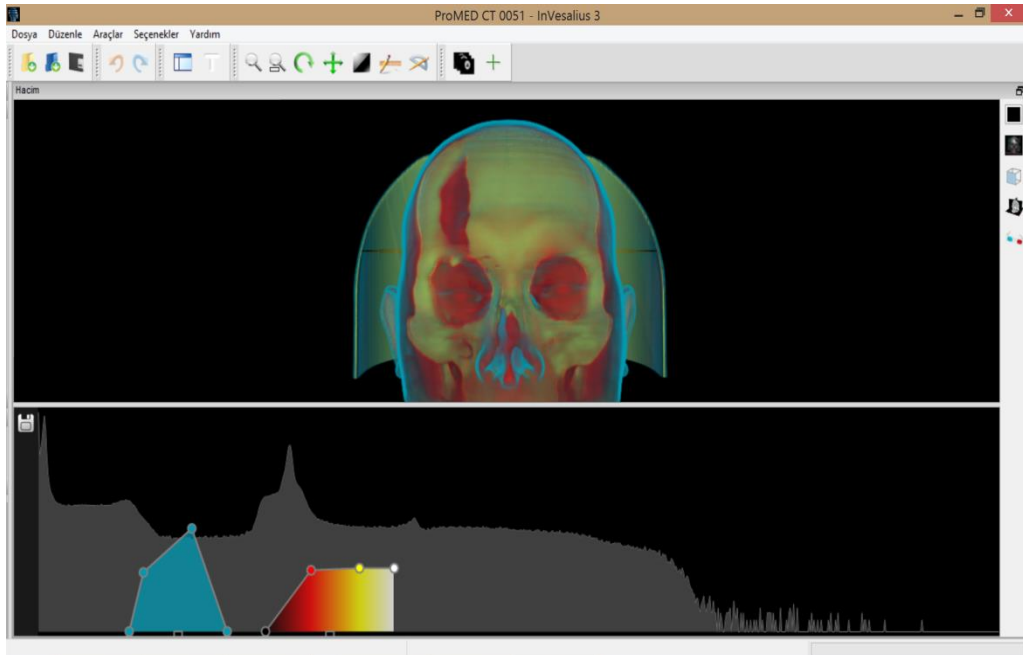 ProMED CT 0051 - InVesalius 3
Dosya Düzenle Araçlar Seçenekler Yardım
Hacim